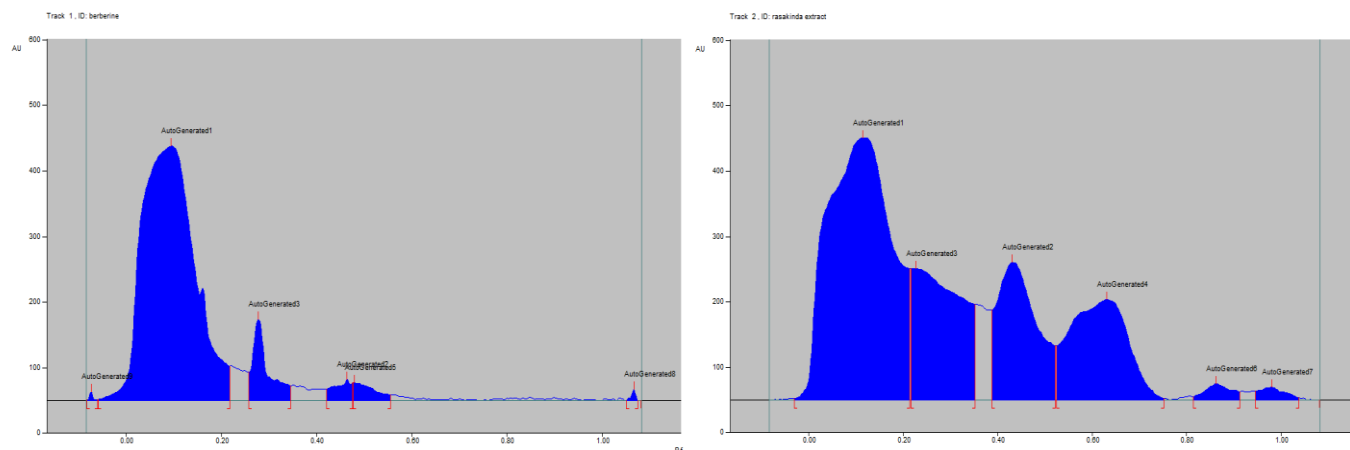 Track 1 , ID: berberine
600
AU
500
400
300
200
100
0
AutoGenerated1
AutoGenerated3
AutoGenerated2
AutoGenerated5
AutoGenerated8
0.00
0.20
0.40
0.60
0.80
1.00
Track 2 , ID: rasakinda extract
600
AU
500
400
300
200
100
0
AutoGenerated1
AutoGenerated3
AutoGenerated2
AutoGenerated4
AutoGenerated6
AutoGenerated7
0.00
0.20
0.40
0.60
0.80
1.00